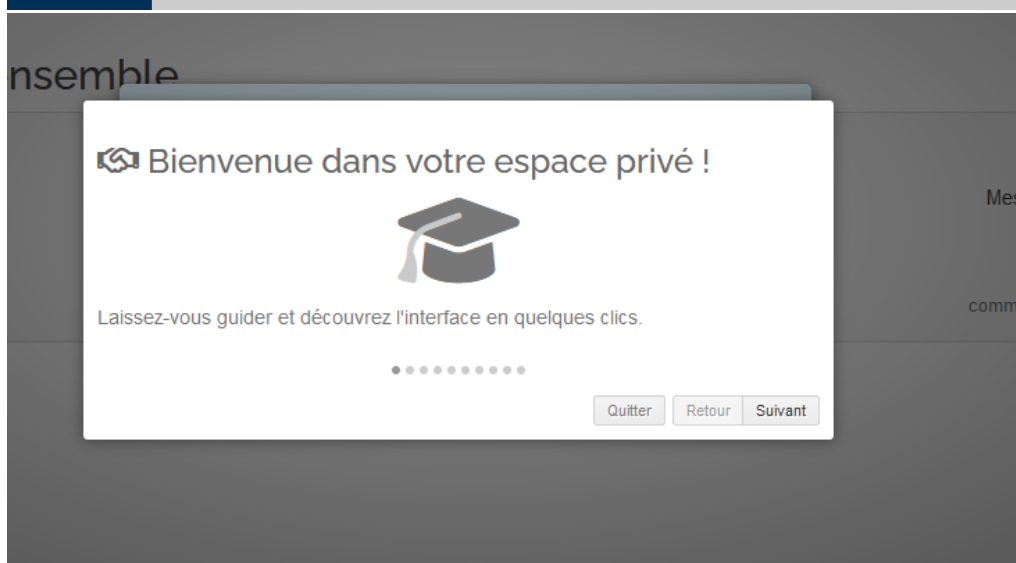 nsemble
Bienvenue dans votre espace privé !
Mes
Laissez-vous guider et découvrez l'interface en quelques clics.
comm
Quitter Retour Suivant